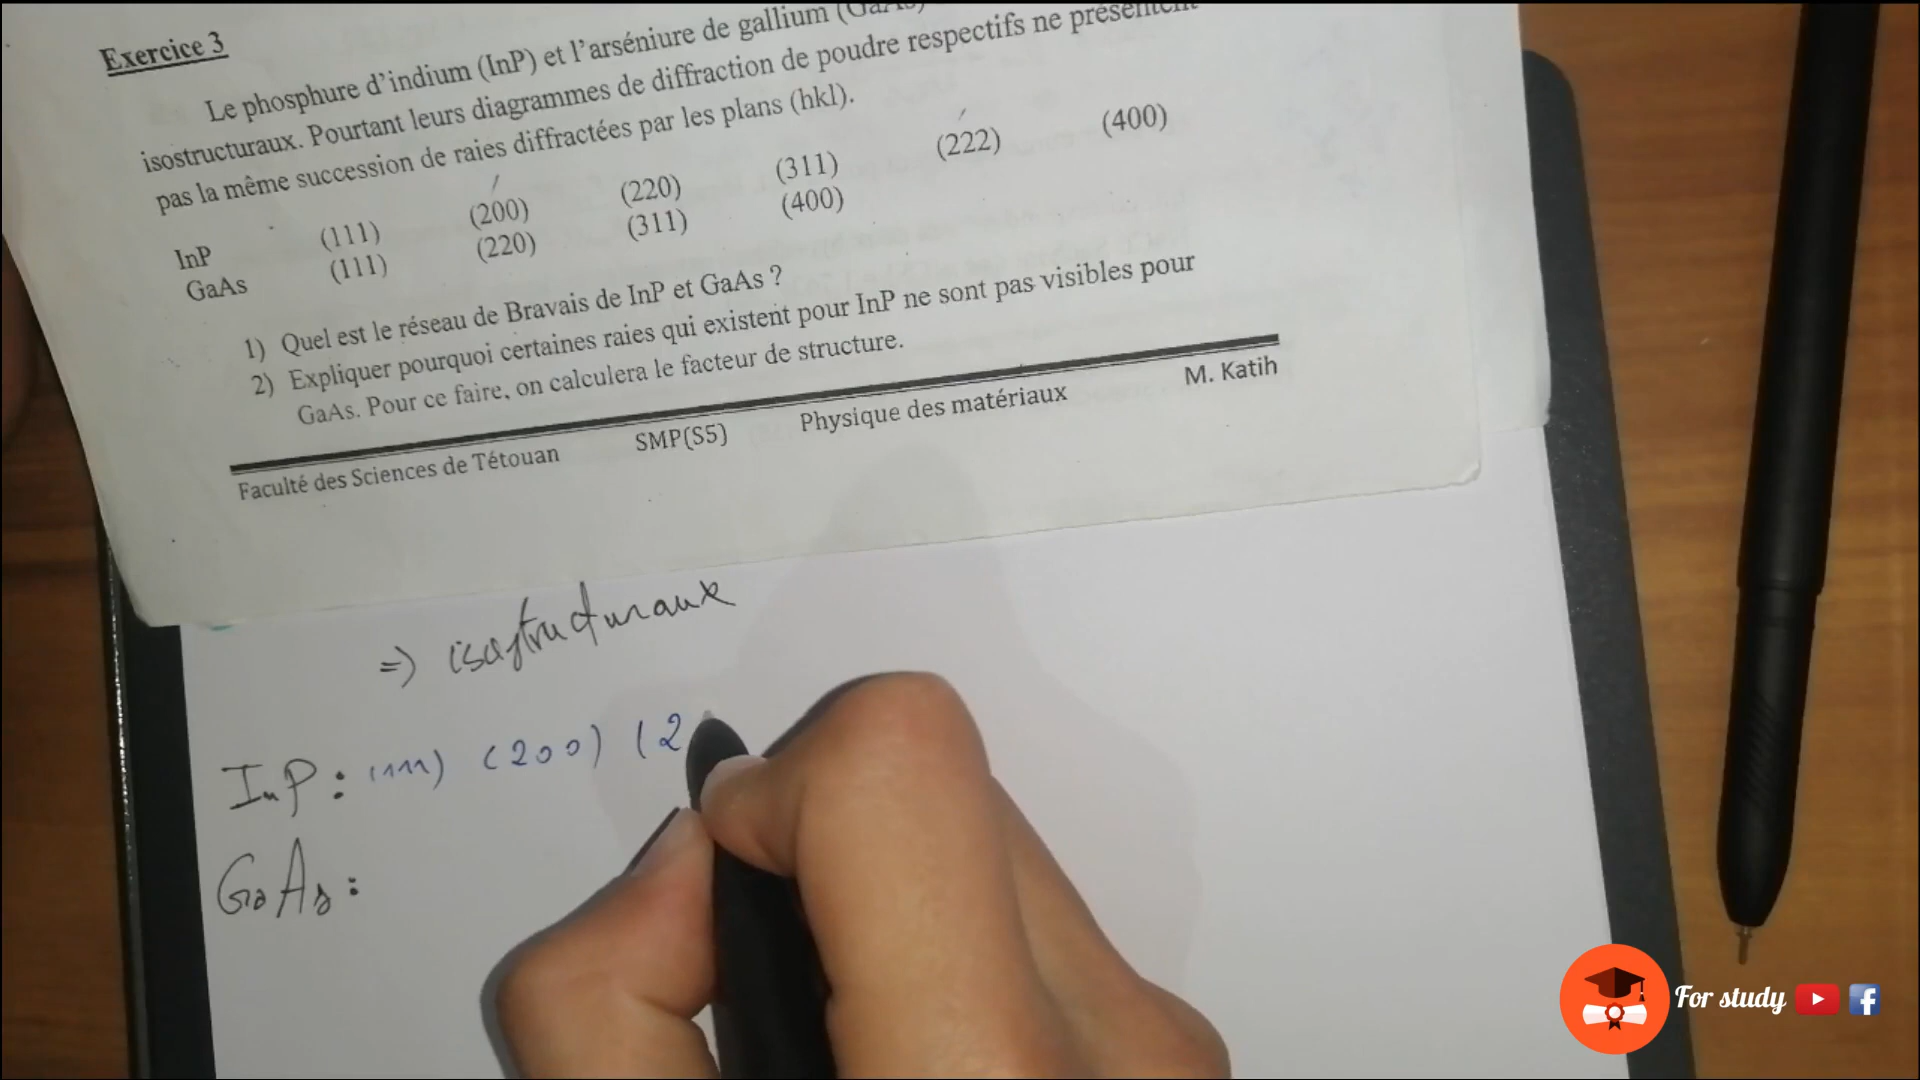 Exercice 3
Le phosphure d'indium (InP) et l'arséniure de gallium (GaAs)
isostructuraux. Pourtant leurs diagrammes de diffraction de poudre respectifs ne présentent
pas la même succession de raies diffractées par les plans (hkl).
InP (111) (200) (220) (311) (222) (400)
GaAs (111) (220) (311) (400)
1) Quel est le réseau de Bravais de InP et GaAs ?
2) Expliquer pourquoi certaines raies qui existent pour InP ne sont pas visibles pour
GaAs. Pour ce faire, on calculera le facteur de structure.
Faculté des Sciences de Tétouan SMP(S5) Physique des matériaux M. Katih
=> isostructuraux
InP : (111) (200) (2
GaAs :
For study